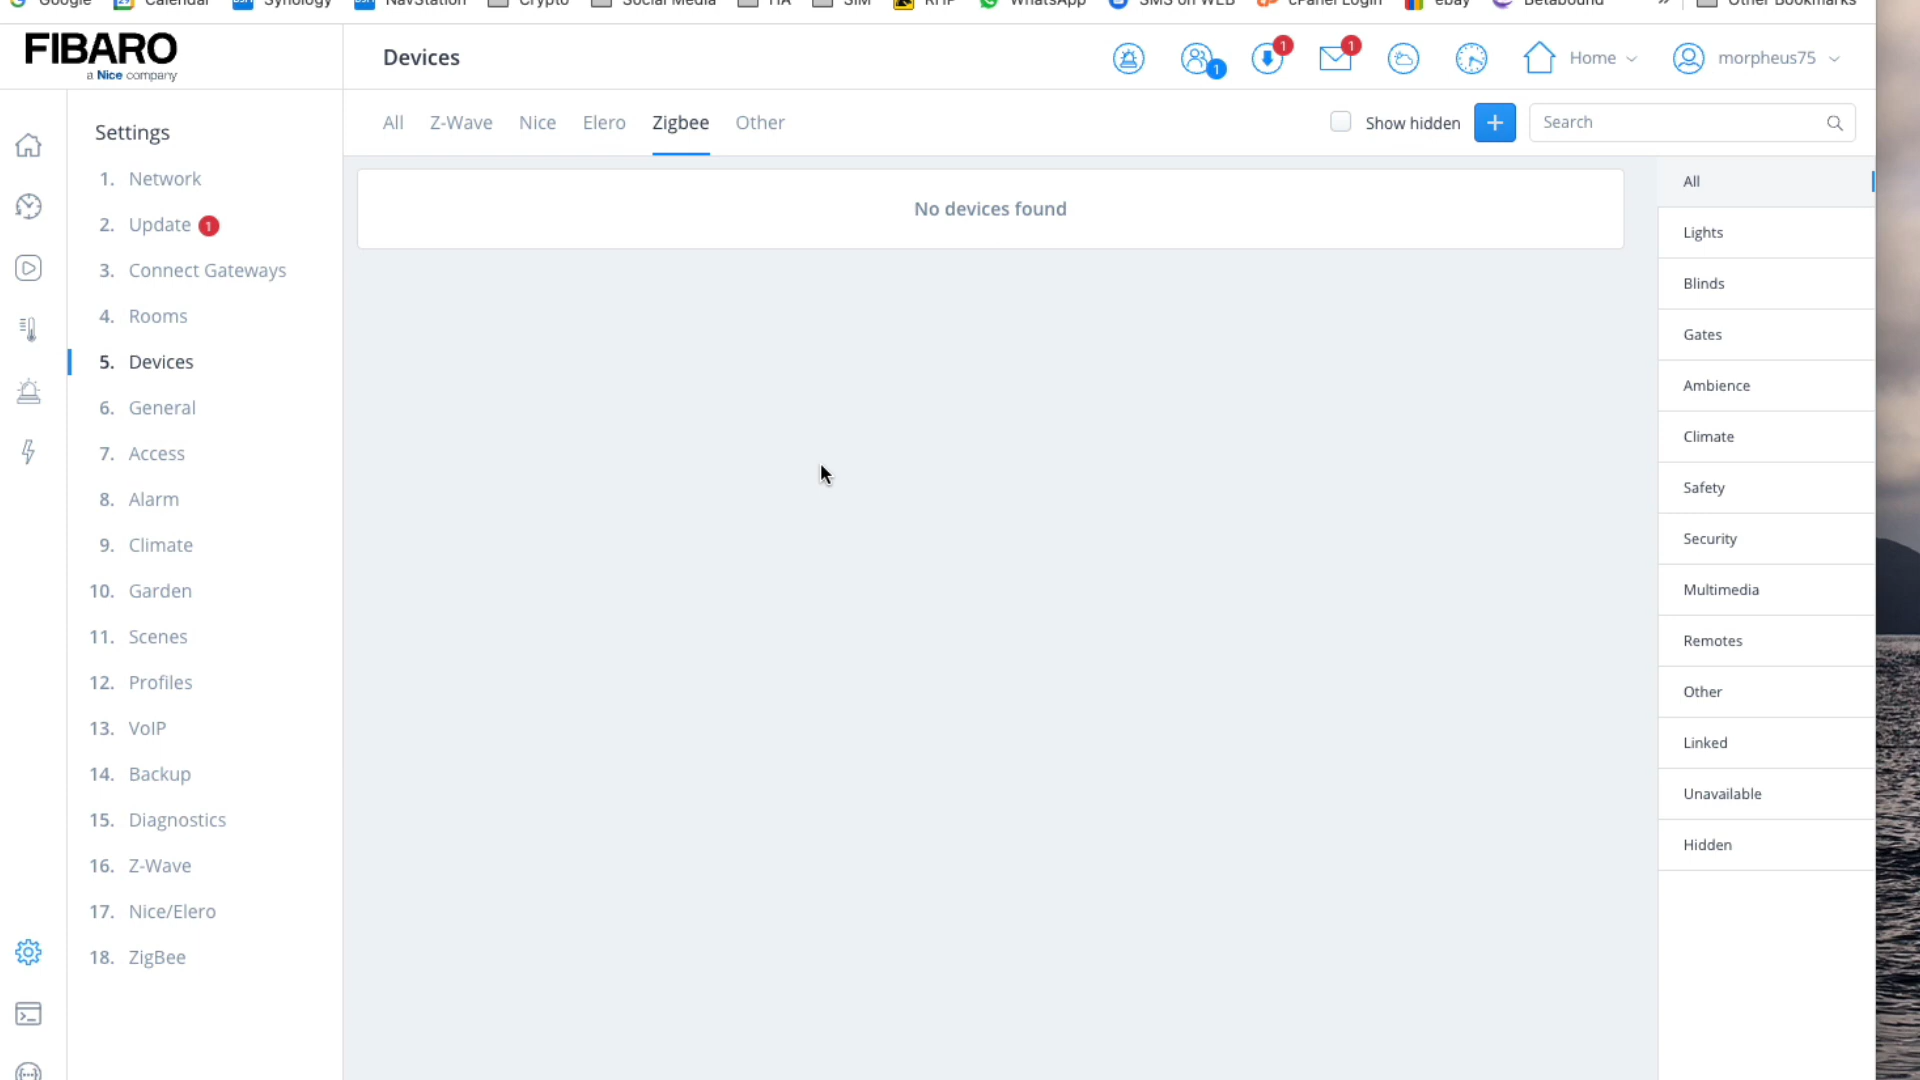 Google Calendar Synology NavStation Crypto Social Media HA SIM RHF WhatsApp SMS on WEB cPanel Login ebay Betabound » Other Bookmarks
FIBARO
a Nice company
Devices
1
1
1
Home
morpheus75
All Z-Wave Nice Elero Zigbee Other
Show hidden
+
Search
Settings
1. Network
2. Update 1
3. Connect Gateways
4. Rooms
5. Devices
6. General
7. Access
8. Alarm
9. Climate
10. Garden
11. Scenes
12. Profiles
13. VoIP
14. Backup
15. Diagnostics
16. Z-Wave
17. Nice/Elero
18. ZigBee
No devices found
All
Lights
Blinds
Gates
Ambience
Climate
Safety
Security
Multimedia
Remotes
Other
Linked
Unavailable
Hidden